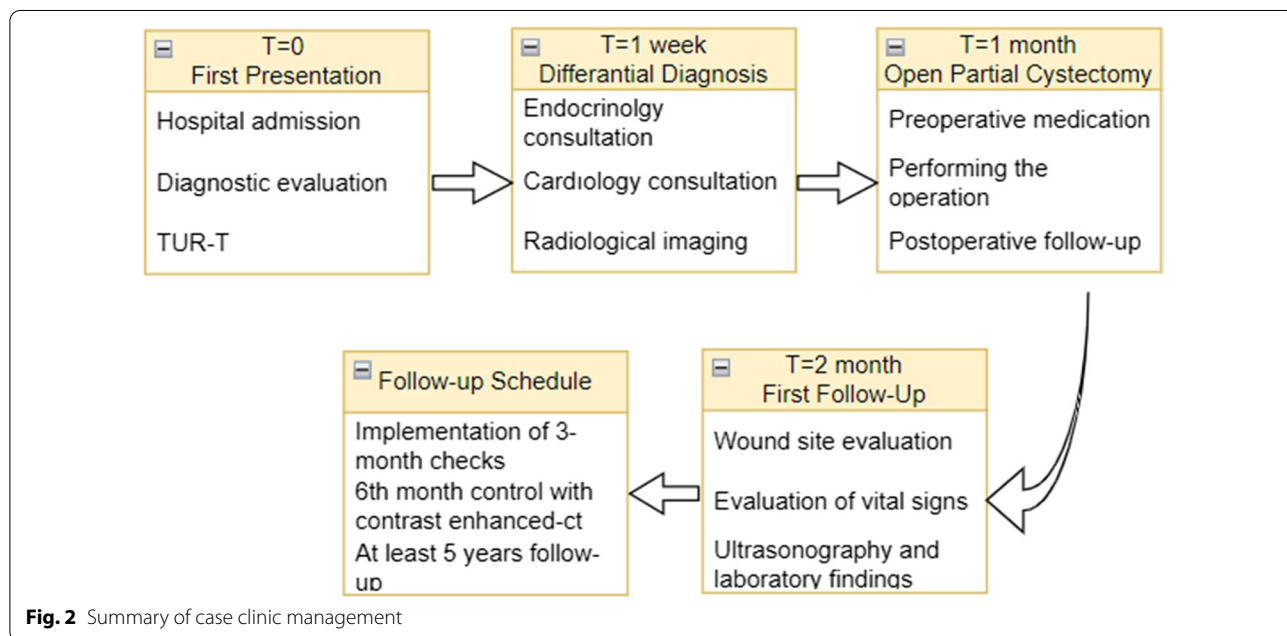 T=0
First Presentation
Hospital admission
Diagnostic evaluation
TUR-T
T=1 week
Differantial Diagnosis
Endocrinolgy
consultation
Cardıology consultation
Radiological imaging
T=1 month
Open Partial Cystectomy
Preoperative medication
Performing the
operation
Postoperative follow-up
T=2 month
First Follow-Up
Wound site evaluation
Evaluation of vital signs
Ultrasonography and
laboratory findings
Follow-up Schedule
Implementation of 3-
month checks
6th month control with
contrast enhanced-ct
At least 5 years follow-
up
Fig. 2 Summary of case clinic management